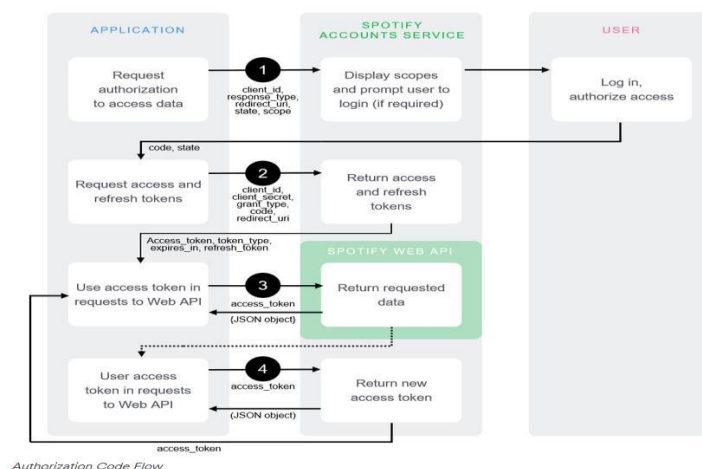 APPLICATION
SPOTIFY
ACCOUNTS SERVICE
USER
Request
authorization
to access data
1
client_id,
response_type,
redirect_uri,
state, scope
Display scopes
and prompt user to
login (if required)
Log in,
authorize access
code, state
Request access and
refresh tokens
2
client_id,
client_secret,
grant_type,
code,
redirect_uri
Return access
and refresh
tokens
Access_token, token_type,
expires_in, refresh_token
SPOTIFY WEB API
Use access token in
requests to Web API
3
access_token
(JSON object)
Return requested
data
User access
token in requests
to Web API
4
access_token
(JSON object)
Return new
access token
access_token
Authorization Code Flow